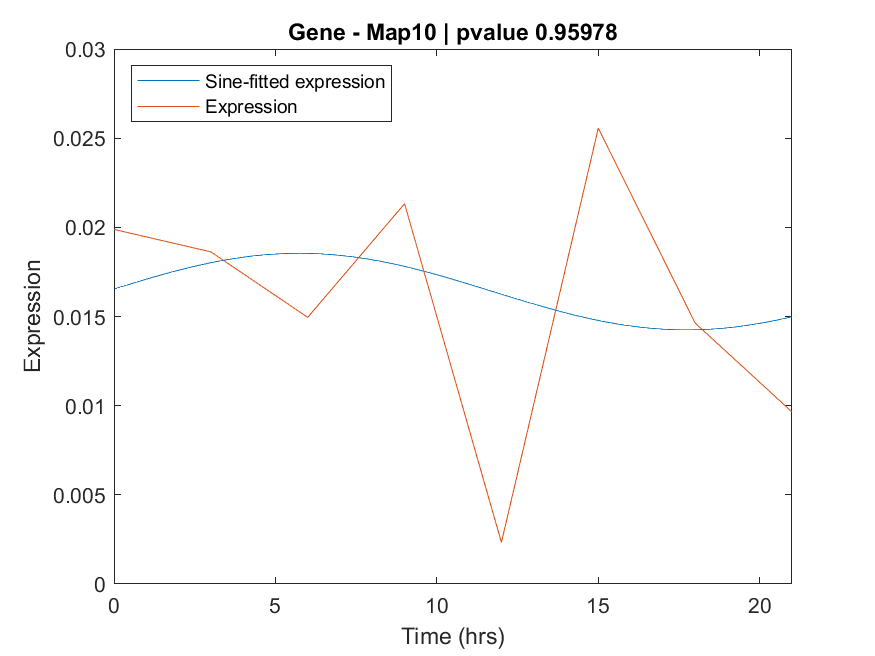 Gene - Map10 | pvalue 0.95978
0.03
Sine-fitted expression
Expression
0.025
0.02
0.015
0.01
0.005
0
Expression
0 5 10 15 20
Time (hrs)